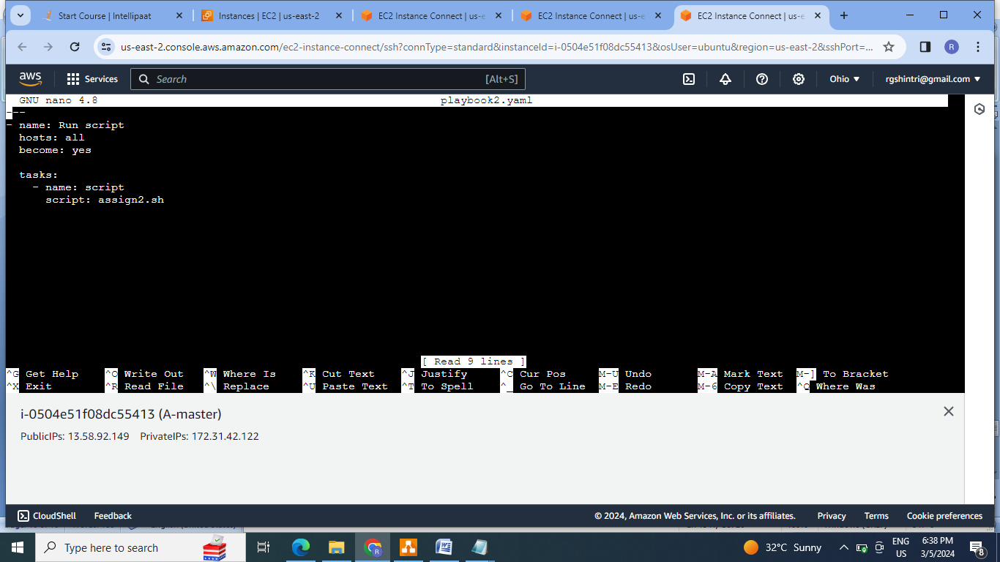 Start Course | Intellipaat
Instances | EC2 | us-east-2
EC2 Instance Connect | us-e
EC2 Instance Connect | us-e
EC2 Instance Connect | us-e
us-east-2.console.aws.amazon.com/ec2-instance-connect/ssh?connType=standard&instanceId=i-0504e51f08dc55413&osUser=ubuntu&region=us-east-2&sshPort=...
R
aws
Services
Search
[Alt+S]
Ohio
rgshintri@gmail.com
GNU nano 4.8 playbook2.yaml
---
- name: Run script
hosts: all
become: yes
tasks:
- name: script
script: assign2.sh
[ Read 9 lines ]
^G Get Help ^O Write Out ^W Where Is ^K Cut Text ^J Justify ^C Cur Pos M-U Undo M-A Mark Text M-] To Bracket
^X Exit ^R Read File ^\ Replace ^U Paste Text ^T To Spell ^_ Go To Line M-E Redo M-6 Copy Text ^Q Where Was
i-0504e51f08dc55413 (A-master)
PublicIPs: 13.58.92.149 PrivateIPs: 172.31.42.122
CloudShell Feedback © 2024, Amazon Web Services, Inc. or its affiliates. Privacy Terms Cookie preferences
Type here to search
32°C Sunny
ENG
US
6:38 PM
3/5/2024
8